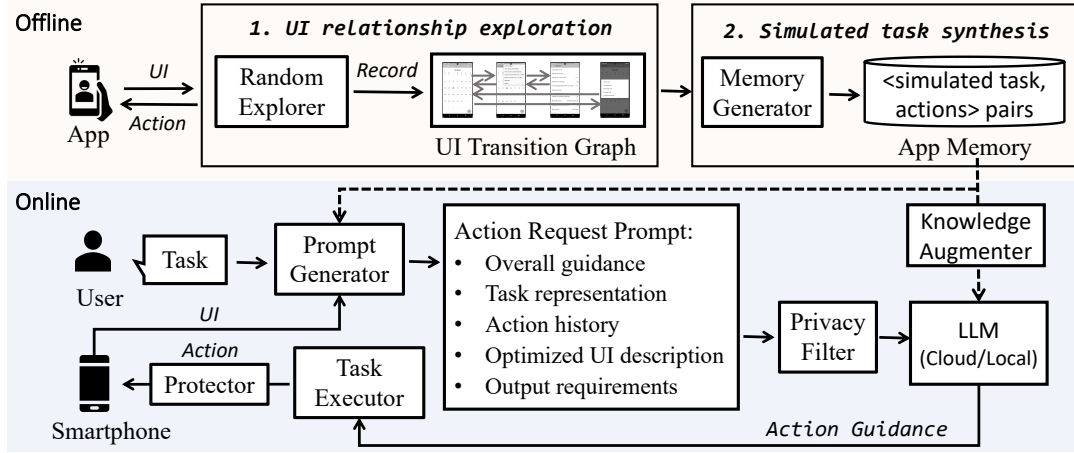 Offline
1. UI relationship exploration
2. Simulated task synthesis
UI
Action
App
Random
Explorer
Record
UI Transition Graph
Memory
Generator
<simulated task,
actions> pairs
App Memory
Online
User
Task
Prompt
Generator
Action Request Prompt:
• Overall guidance
• Task representation
• Action history
• Optimized UI description
• Output requirements
Privacy
Filter
Knowledge
Augmenter
LLM
(Cloud/Local)
UI
Action
Protector
Task
Executor
Smartphone
Action Guidance